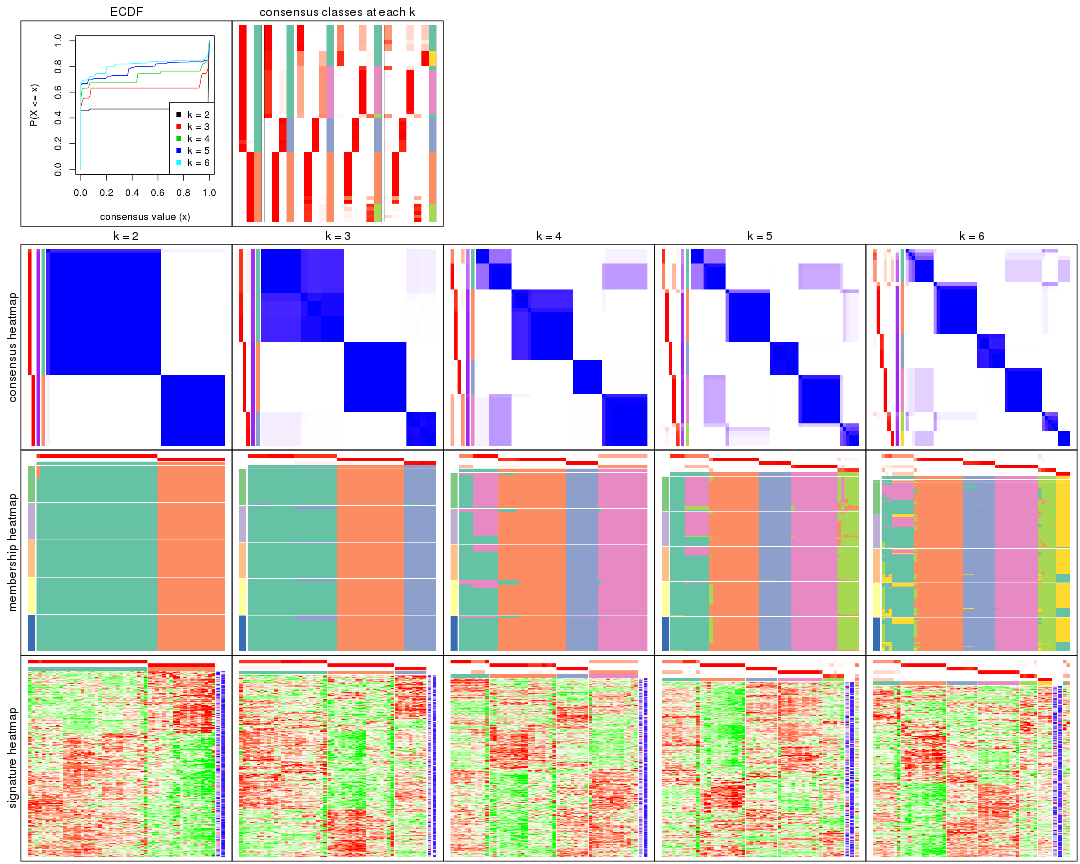 ECDF
consensus classes at each k
P(X <= x)
0.0
0.2
0.4
0.6
0.8
1.0
k = 2
k = 3
k = 4
k = 5
k = 6
0.0 0.2 0.4 0.6 0.8 1.0
consensus value (x)
k = 2
k = 3
k = 4
k = 5
k = 6
consensus heatmap
membership heatmap
signature heatmap